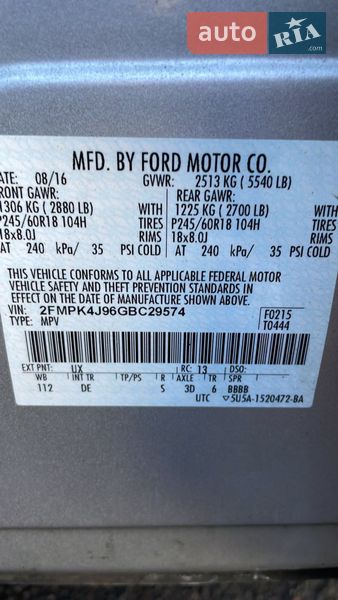 auto RIA
.com
MFD. BY FORD MOTOR CO.
DATE: 08/16 GVWR: 2513 KG ( 5540 LB)
FRONT GAWR: REAR GAWR:
1306 KG ( 2880 LB) WITH 1225 KG ( 2700 LB) WITH
P245/60R18 104H TIRES P245/60R18 104H TIRES
18x8.0J RIMS 18x8.0J RIMS
AT 240 kPa/ 35 PSI COLD AT 240 kPa/ 35 PSI COLD
THIS VEHICLE CONFORMS TO ALL APPLICABLE FEDERAL MOTOR
VEHICLE SAFETY AND THEFT PREVENTION STANDARDS IN
EFFECT ON THE DATE OF MANUFACTURE SHOWN ABOVE.
VIN: 2FMPK4J96GBC29574 F0215
TYPE: MPV T0444
EXT PNT: UX RC: 13 DSO:
WB INT TR TP/PS R AXLE TR SPR
112 DE S 3D 6 BBBB
UTC ▽5U5A-1520472-BA